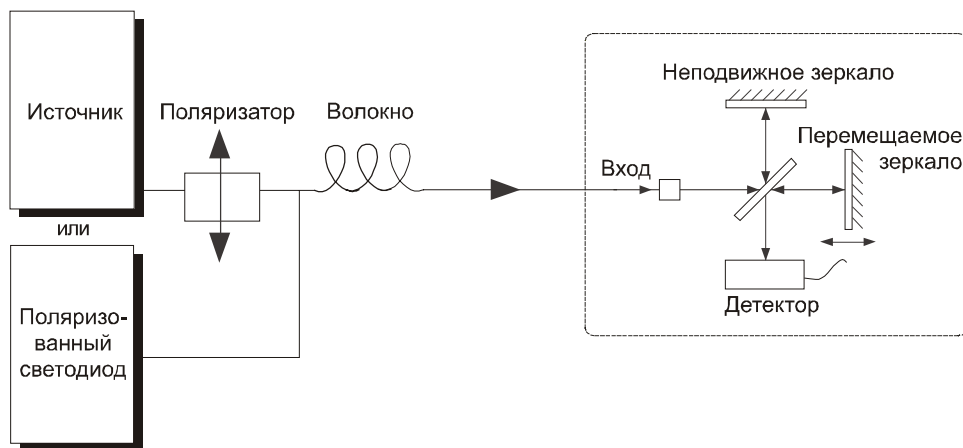 Источник
или
Поляризо-
ванный
светодиод
Поляризатор
Волокно
Вход
Неподвижное зеркало
Перемещаемое
зеркало
Детектор